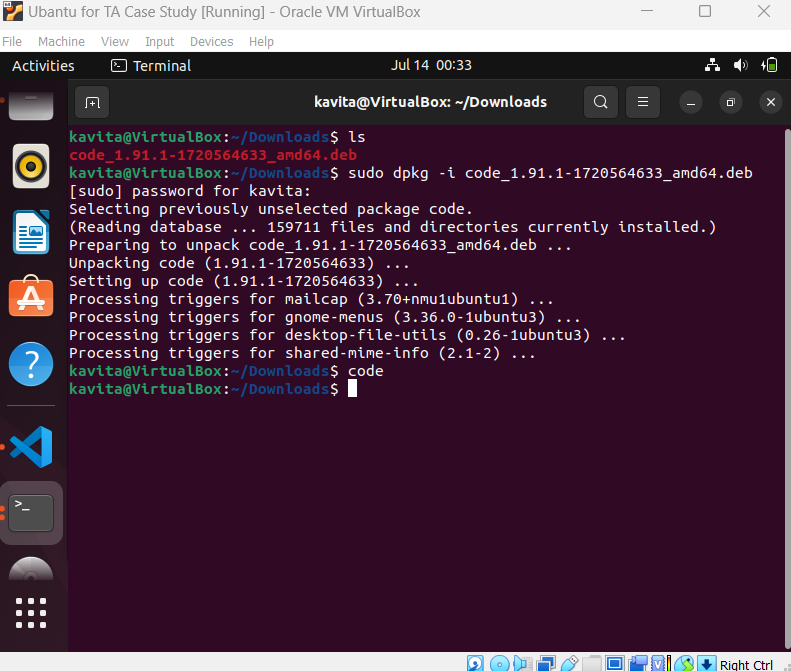 Ubantu for TA Case Study [Running] - Oracle VM VirtualBox
File Machine View Input Devices Help
Activities Terminal Jul 14 00:33
kavita@VirtualBox: ~/Downloads
kavita@VirtualBox:~/Downloads$ ls
code_1.91.1-1720564633_amd64.deb
kavita@VirtualBox:~/Downloads$ sudo dpkg -i code_1.91.1-1720564633_amd64.deb
[sudo] password for kavita:
Selecting previously unselected package code.
(Reading database ... 159711 files and directories currently installed.)
Preparing to unpack code_1.91.1-1720564633_amd64.deb ...
Unpacking code (1.91.1-1720564633) ...
Setting up code (1.91.1-1720564633) ...
Processing triggers for mailcap (3.70+nmu1ubuntu1) ...
Processing triggers for gnome-menus (3.36.0-1ubuntu3) ...
Processing triggers for desktop-file-utils (0.26-1ubuntu3) ...
Processing triggers for shared-mime-info (2.1-2) ...
kavita@VirtualBox:~/Downloads$ code
kavita@VirtualBox:~/Downloads$
Right Ctrl